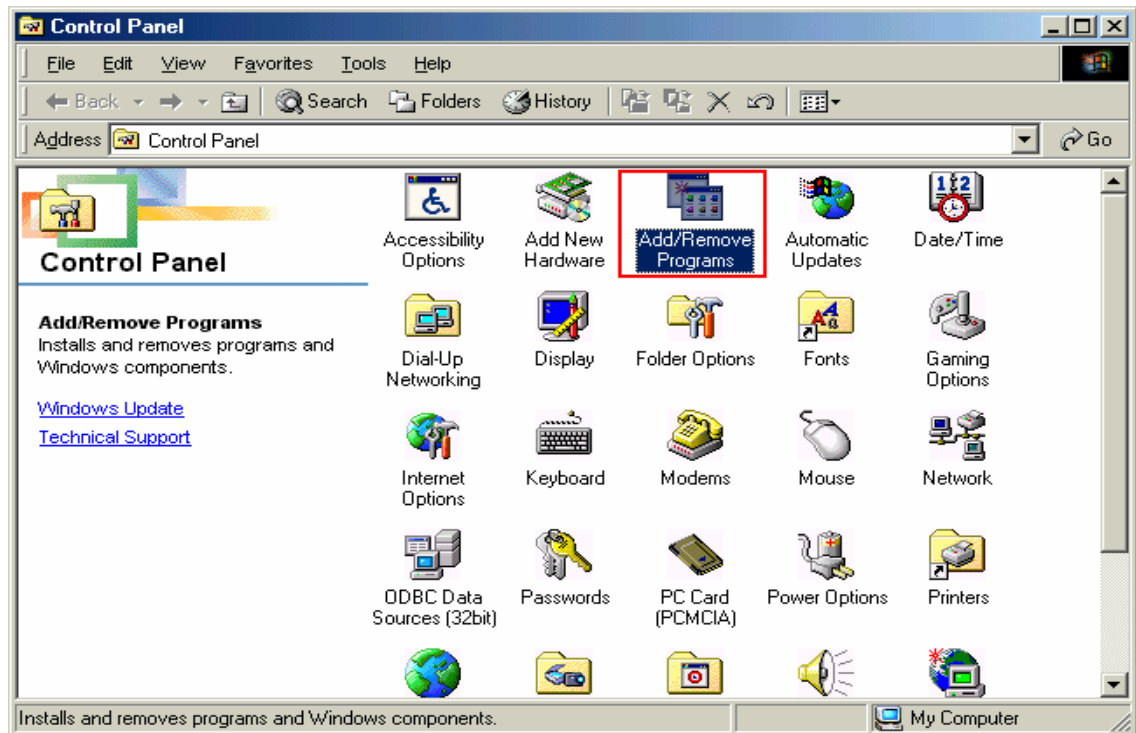 Control Panel
File Edit View Favorites Tools Help
Back Search Folders History
Address Control Panel Go
Control Panel
Add/Remove Programs
Installs and removes programs and
Windows components.
Windows Update
Technical Support
Accessibility
Options
Add New
Hardware
Add/Remove
Programs
Automatic
Updates
Date/Time
Dial-Up
Networking
Display
Folder Options
Fonts
Gaming
Options
Internet
Options
Keyboard
Modems
Mouse
Network
ODBC Data
Sources (32bit)
Passwords
PC Card
(PCMCIA)
Power Options
Printers
Installs and removes programs and Windows components.
My Computer